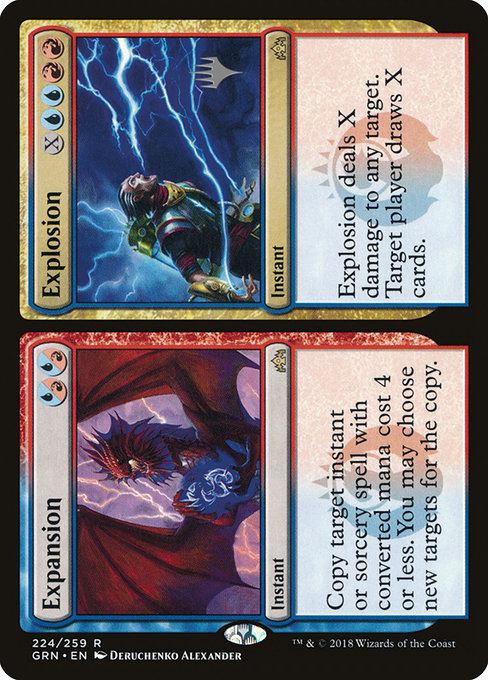 Expansion
Instant
Copy target instant
or sorcery spell with
converted mana cost 4
or less. You may choose
new targets for the copy.
Explosion
X
Instant
Explosion deals X
damage to any target.
Target player draws X
cards.
224/259 R
GRN • EN Deruchenko Alexander
™ & © 2018 Wizards of the Coast